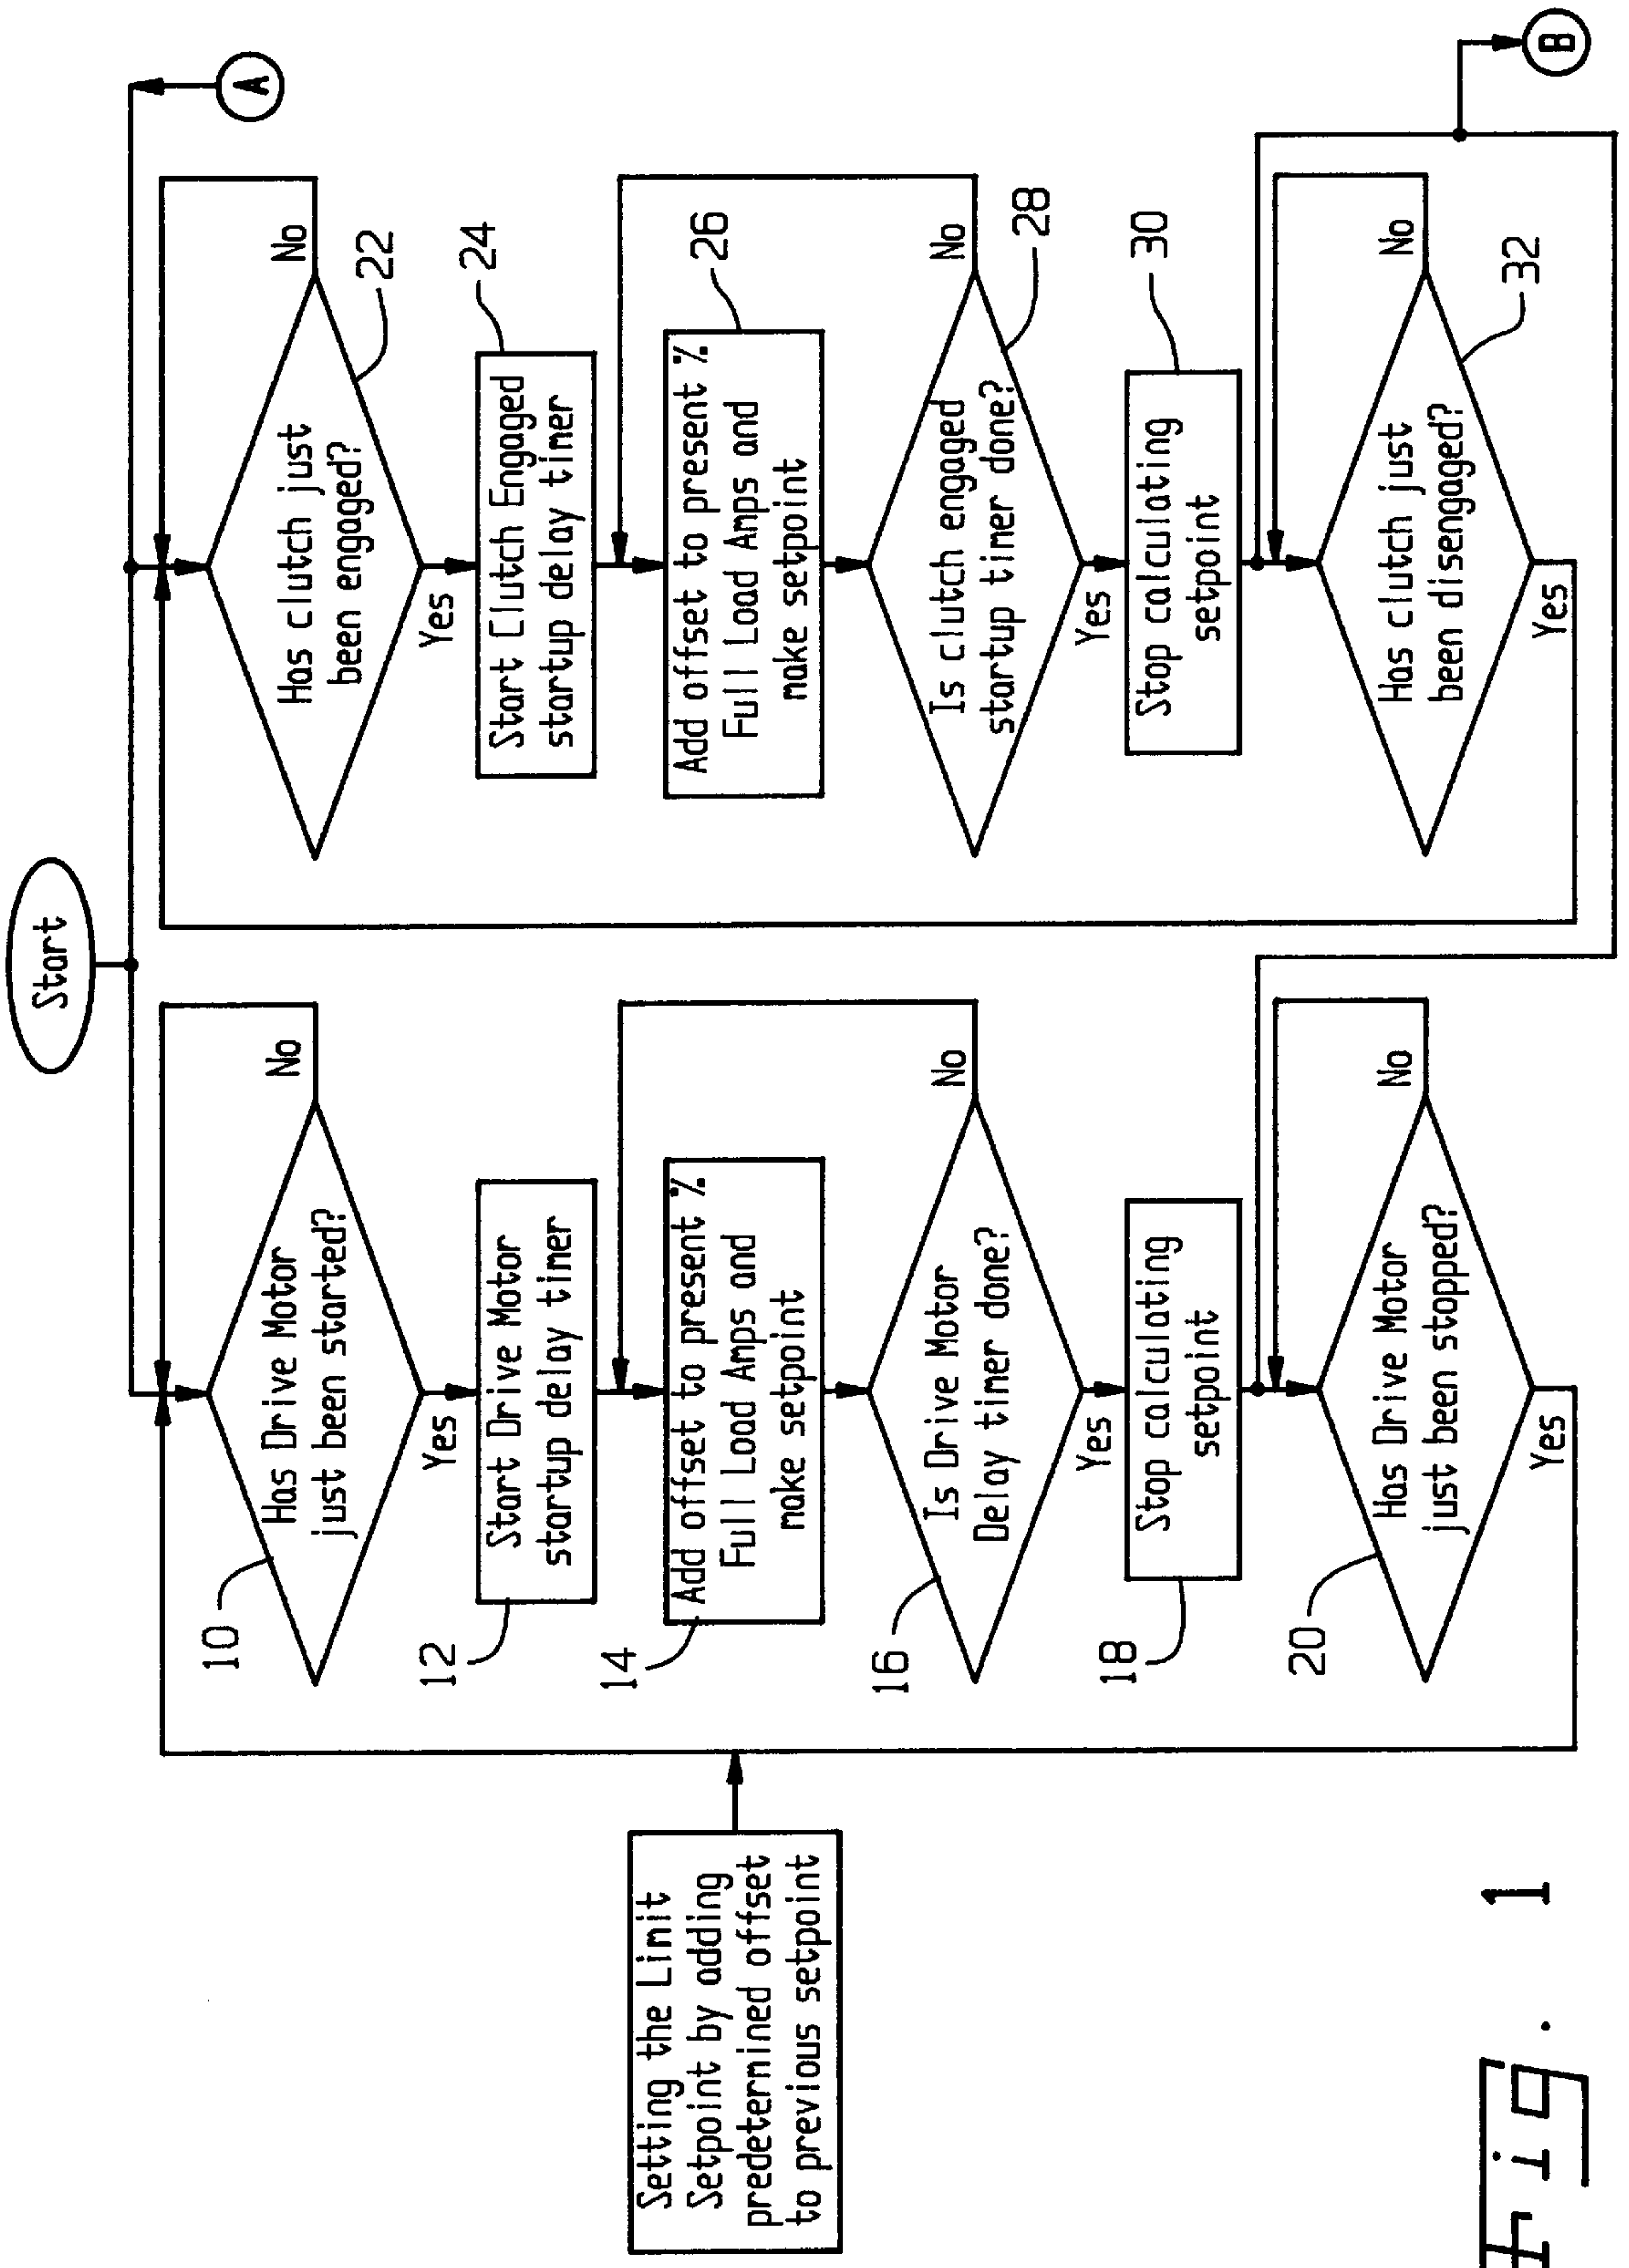 Start
A
Has Drive Motor
just been started?
10
No
Yes
Start Drive Motor
startup delay timer
12
Add offset to present %
Full Load Amps and
make setpoint
14
Is Drive Motor
Delay timer done?
16
No
Yes
Stop calculating
setpoint
18
Has Drive Motor
just been stopped?
20
No
Yes
Setting the Limit
Setpoint by adding
predetermined offset
to previous setpoint
Has clutch just
been engaged?
22
No
Yes
Start Clutch Engaged
startup delay timer
24
Add offset to present %
Full Load Amps and
make setpoint
26
Is clutch engaged
startup timer done?
28
No
Yes
Stop calculating
setpoint
30
Has clutch just
been disengaged?
32
No
Yes
B
Fig. 1